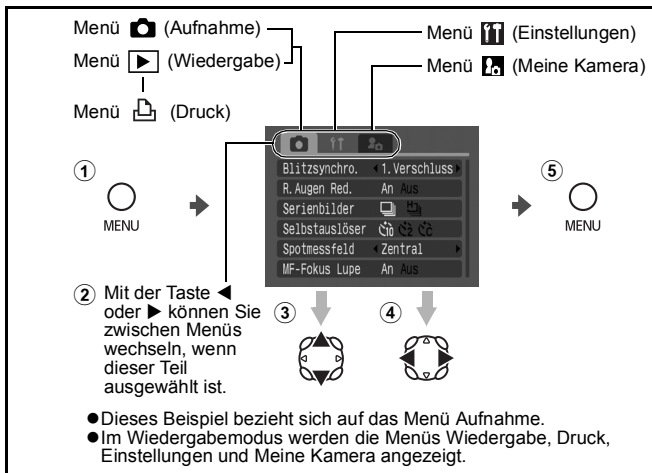 Menü (Aufnahme)
Menü (Wiedergabe)
Menü (Druck)
Menü (Einstellungen)
Menü (Meine Kamera)
① MENU
Blitzsynchro. 1.Verschluss
R.Augen Red. An Aus
Serienbilder H
Selbstauslöser 10 2 C
Spotmessfeld Zentral
MF-Fokus Lupe An Aus
⑤ MENU
② Mit der Taste ◀
oder ▶ können Sie
zwischen Menüs
wechseln, wenn
dieser Teil
ausgewählt ist.
③ ④
●Dieses Beispiel bezieht sich auf das Menü Aufnahme.
●Im Wiedergabemodus werden die Menüs Wiedergabe, Druck,
Einstellungen und Meine Kamera angezeigt.